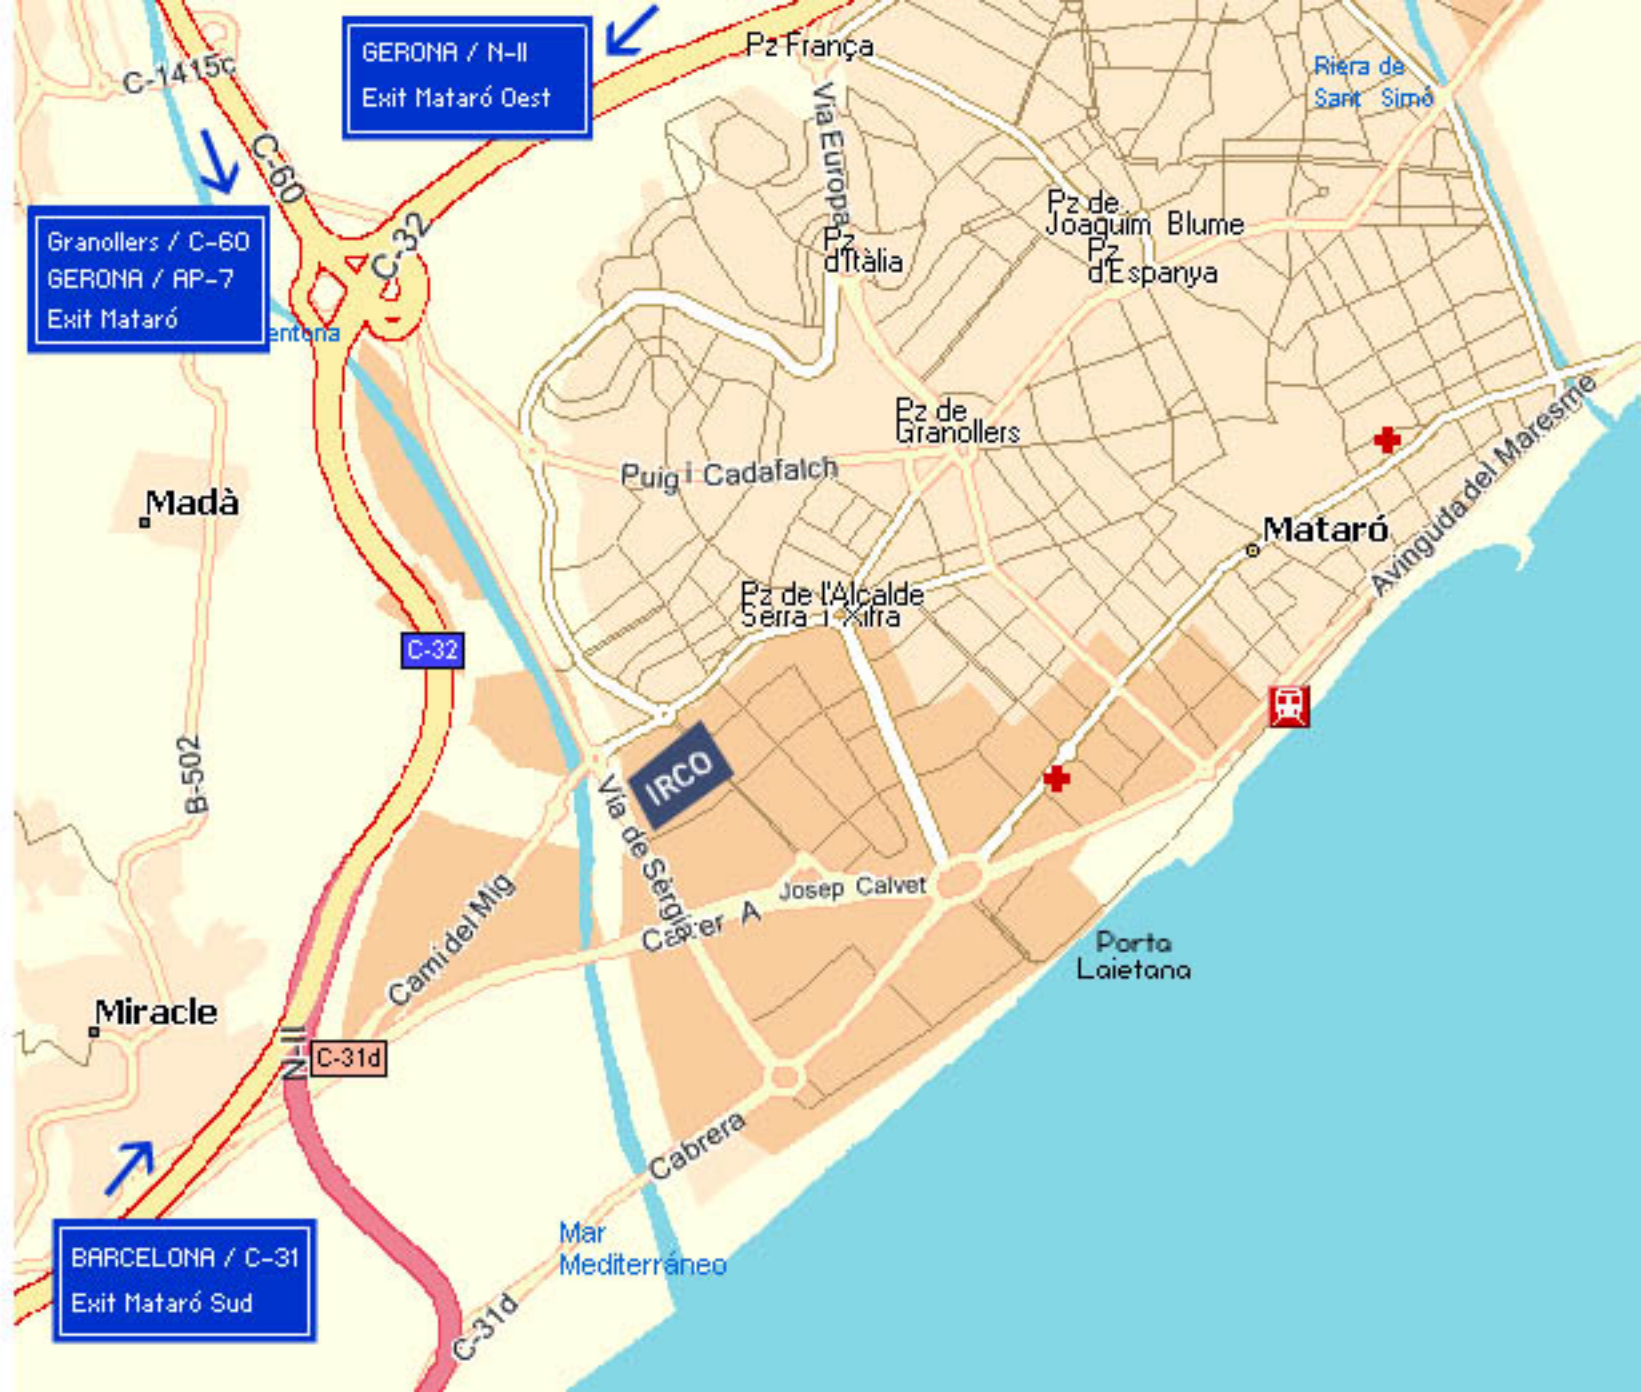 GERONA / N-II
Exit Mataró Oest
Pz França
Riera de
Sant Simó
C-1415c
Via Europa
C-60
Pz de
Joaquim Blume
Pz
d'Espanya
Pz
d'Itàlia
C-32
Granollers / C-60
GERONA / AP-7
Exit Mataró
entona
Pz de
Granollers
Puig i Cadafalch
Avinguda del Maresme
Madà
Mataró
Pz de l'Alcalde
Serra i Xifra
C-32
B-502
IRCO
Via de Sèrgia
Josep Calvet
Carrer A
Cami del Mig
Porta
Laietana
Miracle
N-II
C-31d
Cabrera
Mar
Mediterráneo
BARCELONA / C-31
Exit Mataró Sud
C-31d